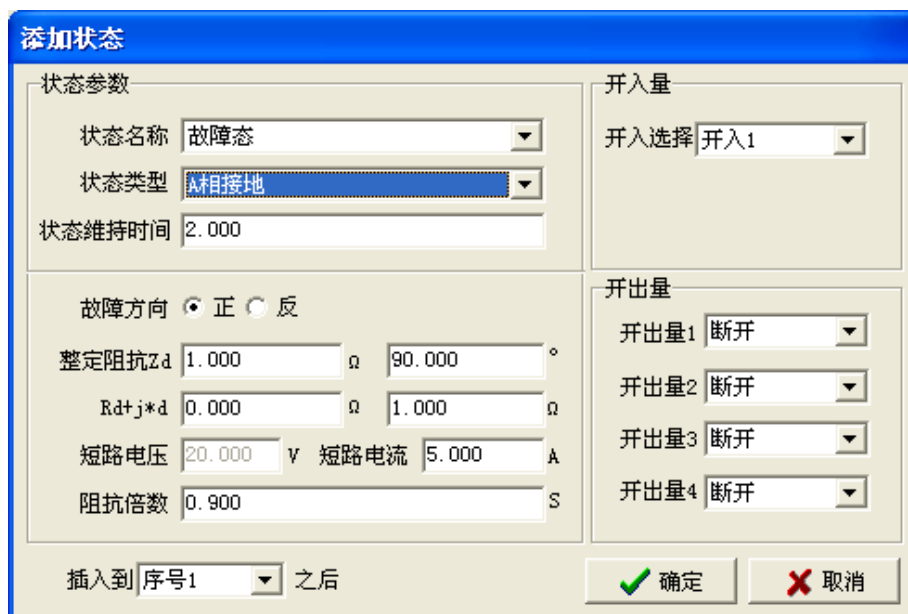 添加状态
状态参数
状态名称 故障态
状态类型 A相接地
状态维持时间 2.000
故障方向 正 反
整定阻抗Zd 1.000 Ω 90.000 °
Rd+j*d 0.000 Ω 1.000 Ω
短路电压 20.000 V 短路电流 5.000 A
阻抗倍数 0.900 S
插入到 序号1 之后
开入量
开入选择 开入1
开出量
开出量1 断开
开出量2 断开
开出量3 断开
开出量4 断开
确定 取消